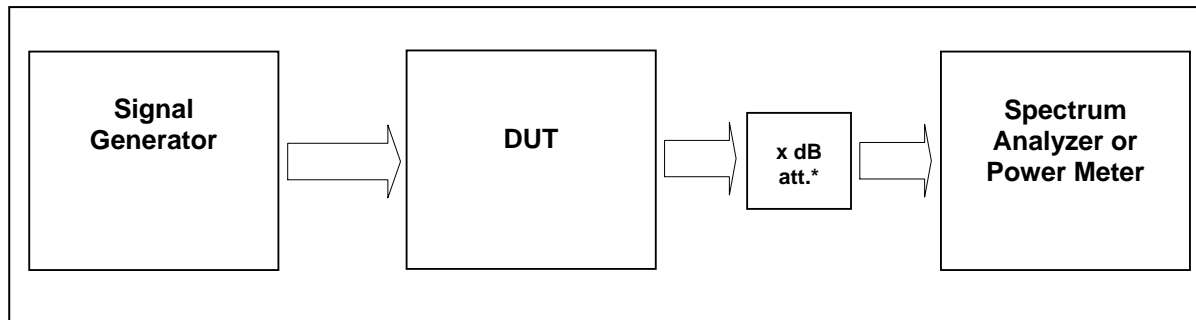 Signal
Generator
DUT
x dB
att.*
Spectrum
Analyzer or
Power Meter